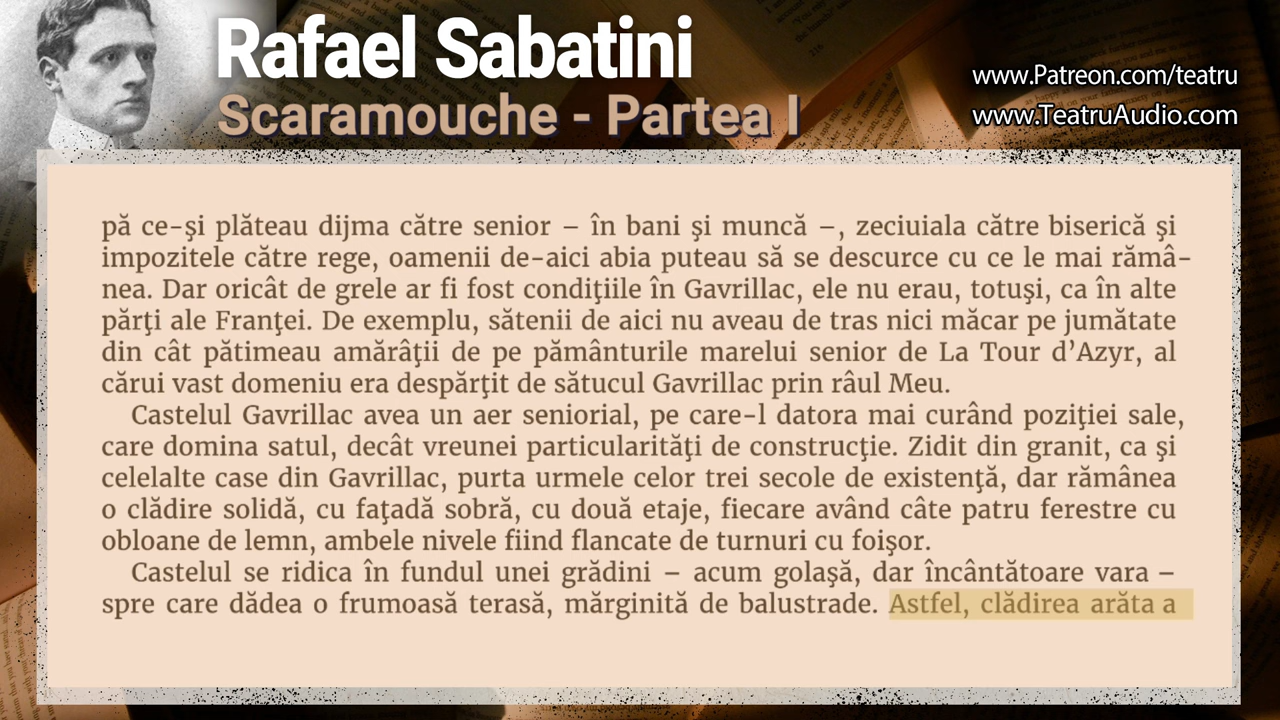 Rafael Sabatini
Scaramouche - Partea I
www.Patreon.com/teatru
www.TeatruAudio.com
pă ce-şi plăteau dijma către senior – în bani şi muncă –, zeciuiala către biserică şi
impozitele către rege, oamenii de-aici abia puteau să se descurce cu ce le mai rămâ-
nea. Dar oricât de grele ar fi fost condiţiile în Gavrillac, ele nu erau, totuşi, ca în alte
părţi ale Franţei. De exemplu, sătenii de aici nu aveau de tras nici măcar pe jumătate
din cât pătimeau amărâţii de pe pământurile marelui senior de La Tour d’Azyr, al
cărui vast domeniu era despărţit de sătucul Gavrillac prin râul Meu.
Castelul Gavrillac avea un aer seniorial, pe care-l datora mai curând poziţiei sale,
care domina satul, decât vreunei particularităţi de construcţie. Zidit din granit, ca şi
celelalte case din Gavrillac, purta urmele celor trei secole de existenţă, dar rămânea
o clădire solidă, cu faţadă sobră, cu două etaje, fiecare având câte patru ferestre cu
obloane de lemn, ambele nivele fiind flancate de turnuri cu foişor.
Castelul se ridica în fundul unei grădini – acum golaşă, dar încântătoare vara –
spre care dădea o frumoasă terasă, mărginită de balustrade. Astfel, clădirea arăta a